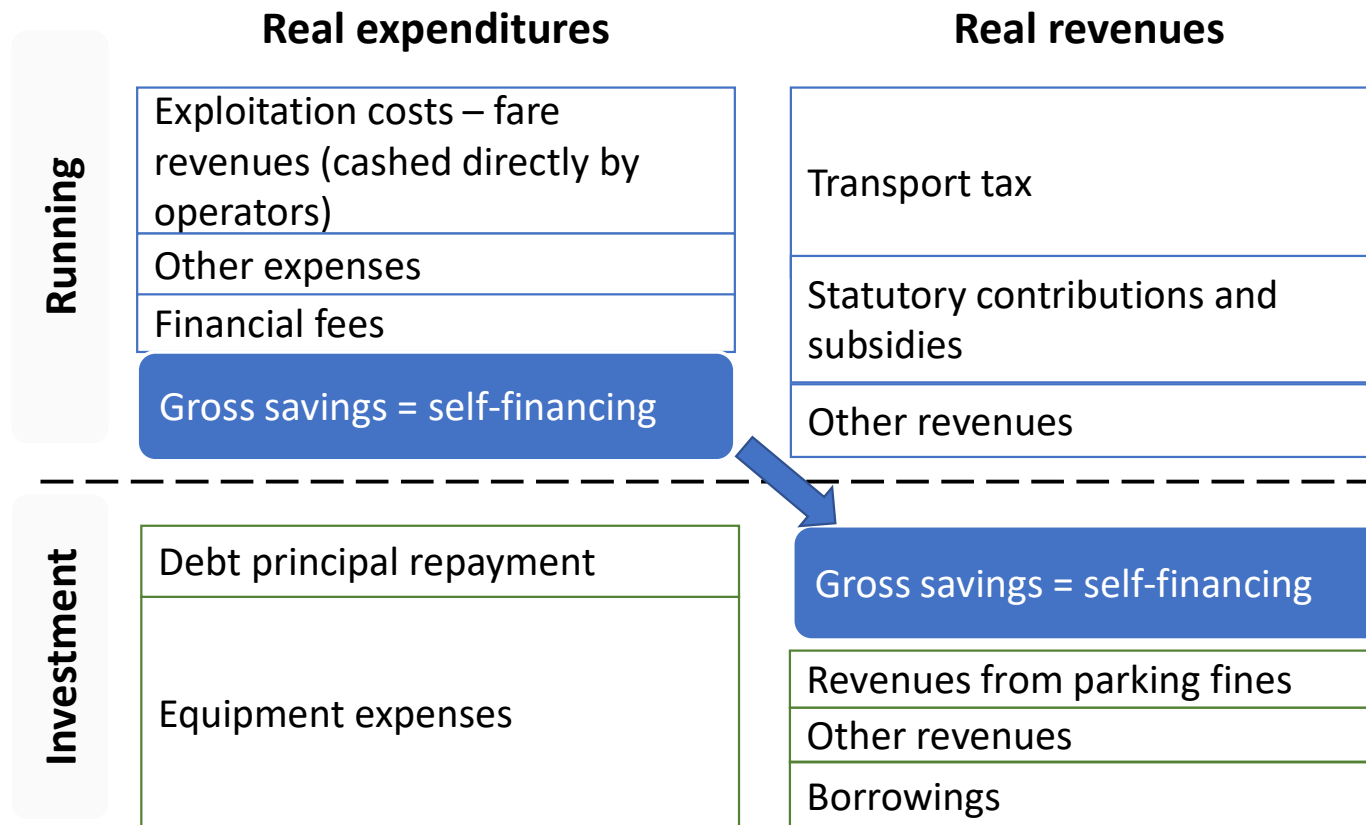 Real expenditures
Real revenues
Running
Exploitation costs – fare
revenues (cashed directly by
operators)
Other expenses
Financial fees
Gross savings = self-financing
Transport tax
Statutory contributions and
subsidies
Other revenues
Investment
Debt principal repayment
Equipment expenses
Gross savings = self-financing
Revenues from parking fines
Other revenues
Borrowings